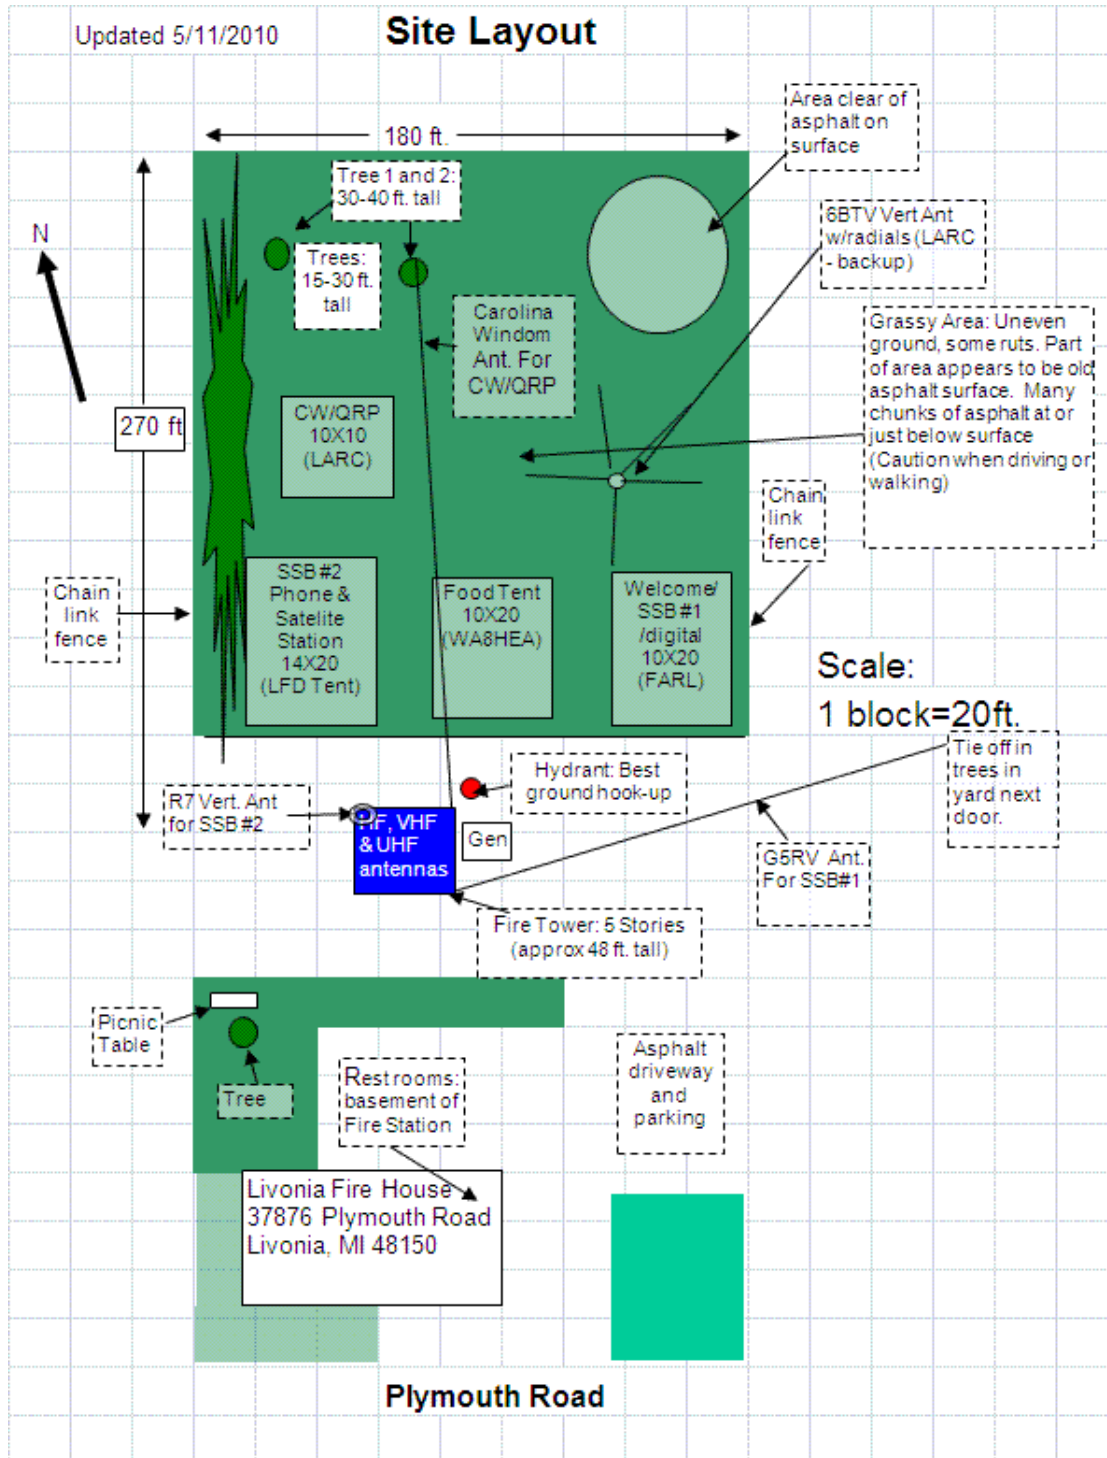 Updated 5/11/2010
Site Layout
Area clear of
asphalt on
surface
180 ft.
Tree 1 and 2:
30-40 ft. tall
6BTV Vert Ant
w/radials (LARC
- backup)
N
Trees:
15-30 ft.
tall
Carolina
Windom
Ant. For
CW/QRP
Grassy Area: Uneven
ground, some ruts. Part
of area appears to be old
asphalt surface. Many
chunks of asphalt at or
just below surface
(Caution when driving or
walking)
270 ft
CW/QRP
10X10
(LARC)
Chain
link
fence
SSB #2
Phone &
Satelite
Station
14X20
(LFD Tent)
Food Tent
10X20
(WA8HEA)
Welcome/
SSB #1
/digital
10X20
(FARL)
Chain
link
fence
Scale:
1 block=20ft.
Tie off in
trees in
yard next
door.
Hydrant: Best
ground hook-up
R7 Vert. Ant
for SSB #2
HF, VHF
& UHF
antennas
Gen
G5RV Ant.
For SSB#1
Fire Tower: 5 Stories
(approx 48 ft. tall)
Picnic
Table
Tree
Rest rooms:
basement of
Fire Station
Asphalt
driveway
and
parking
Livonia Fire House
37876 Plymouth Road
Livonia, MI 48150
Plymouth Road